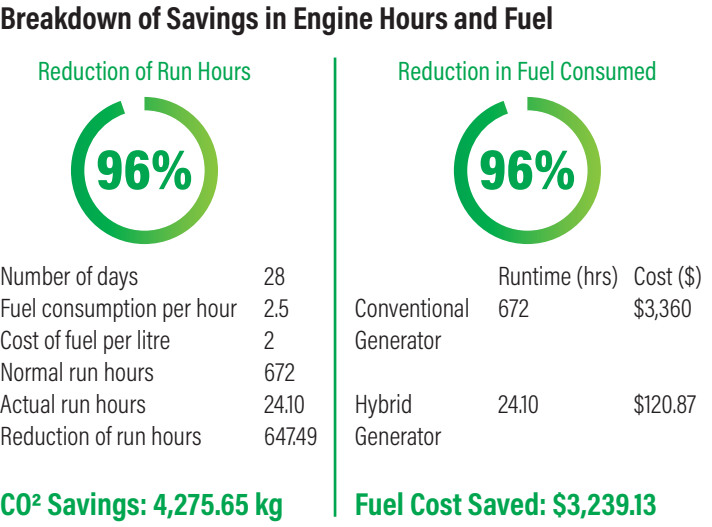 Breakdown of Savings in Engine Hours and Fuel
Reduction of Run Hours
96%
Number of days 28
Fuel consumption per hour 2.5
Cost of fuel per litre 2
Normal run hours 672
Actual run hours 24.10
Reduction of run hours 647.49
CO² Savings: 4,275.65 kg
Reduction in Fuel Consumed
96%
Runtime (hrs) Cost ($)
Conventional 672 $3,360
Generator
Hybrid 24.10 $120.87
Generator
Fuel Cost Saved: $3,239.13